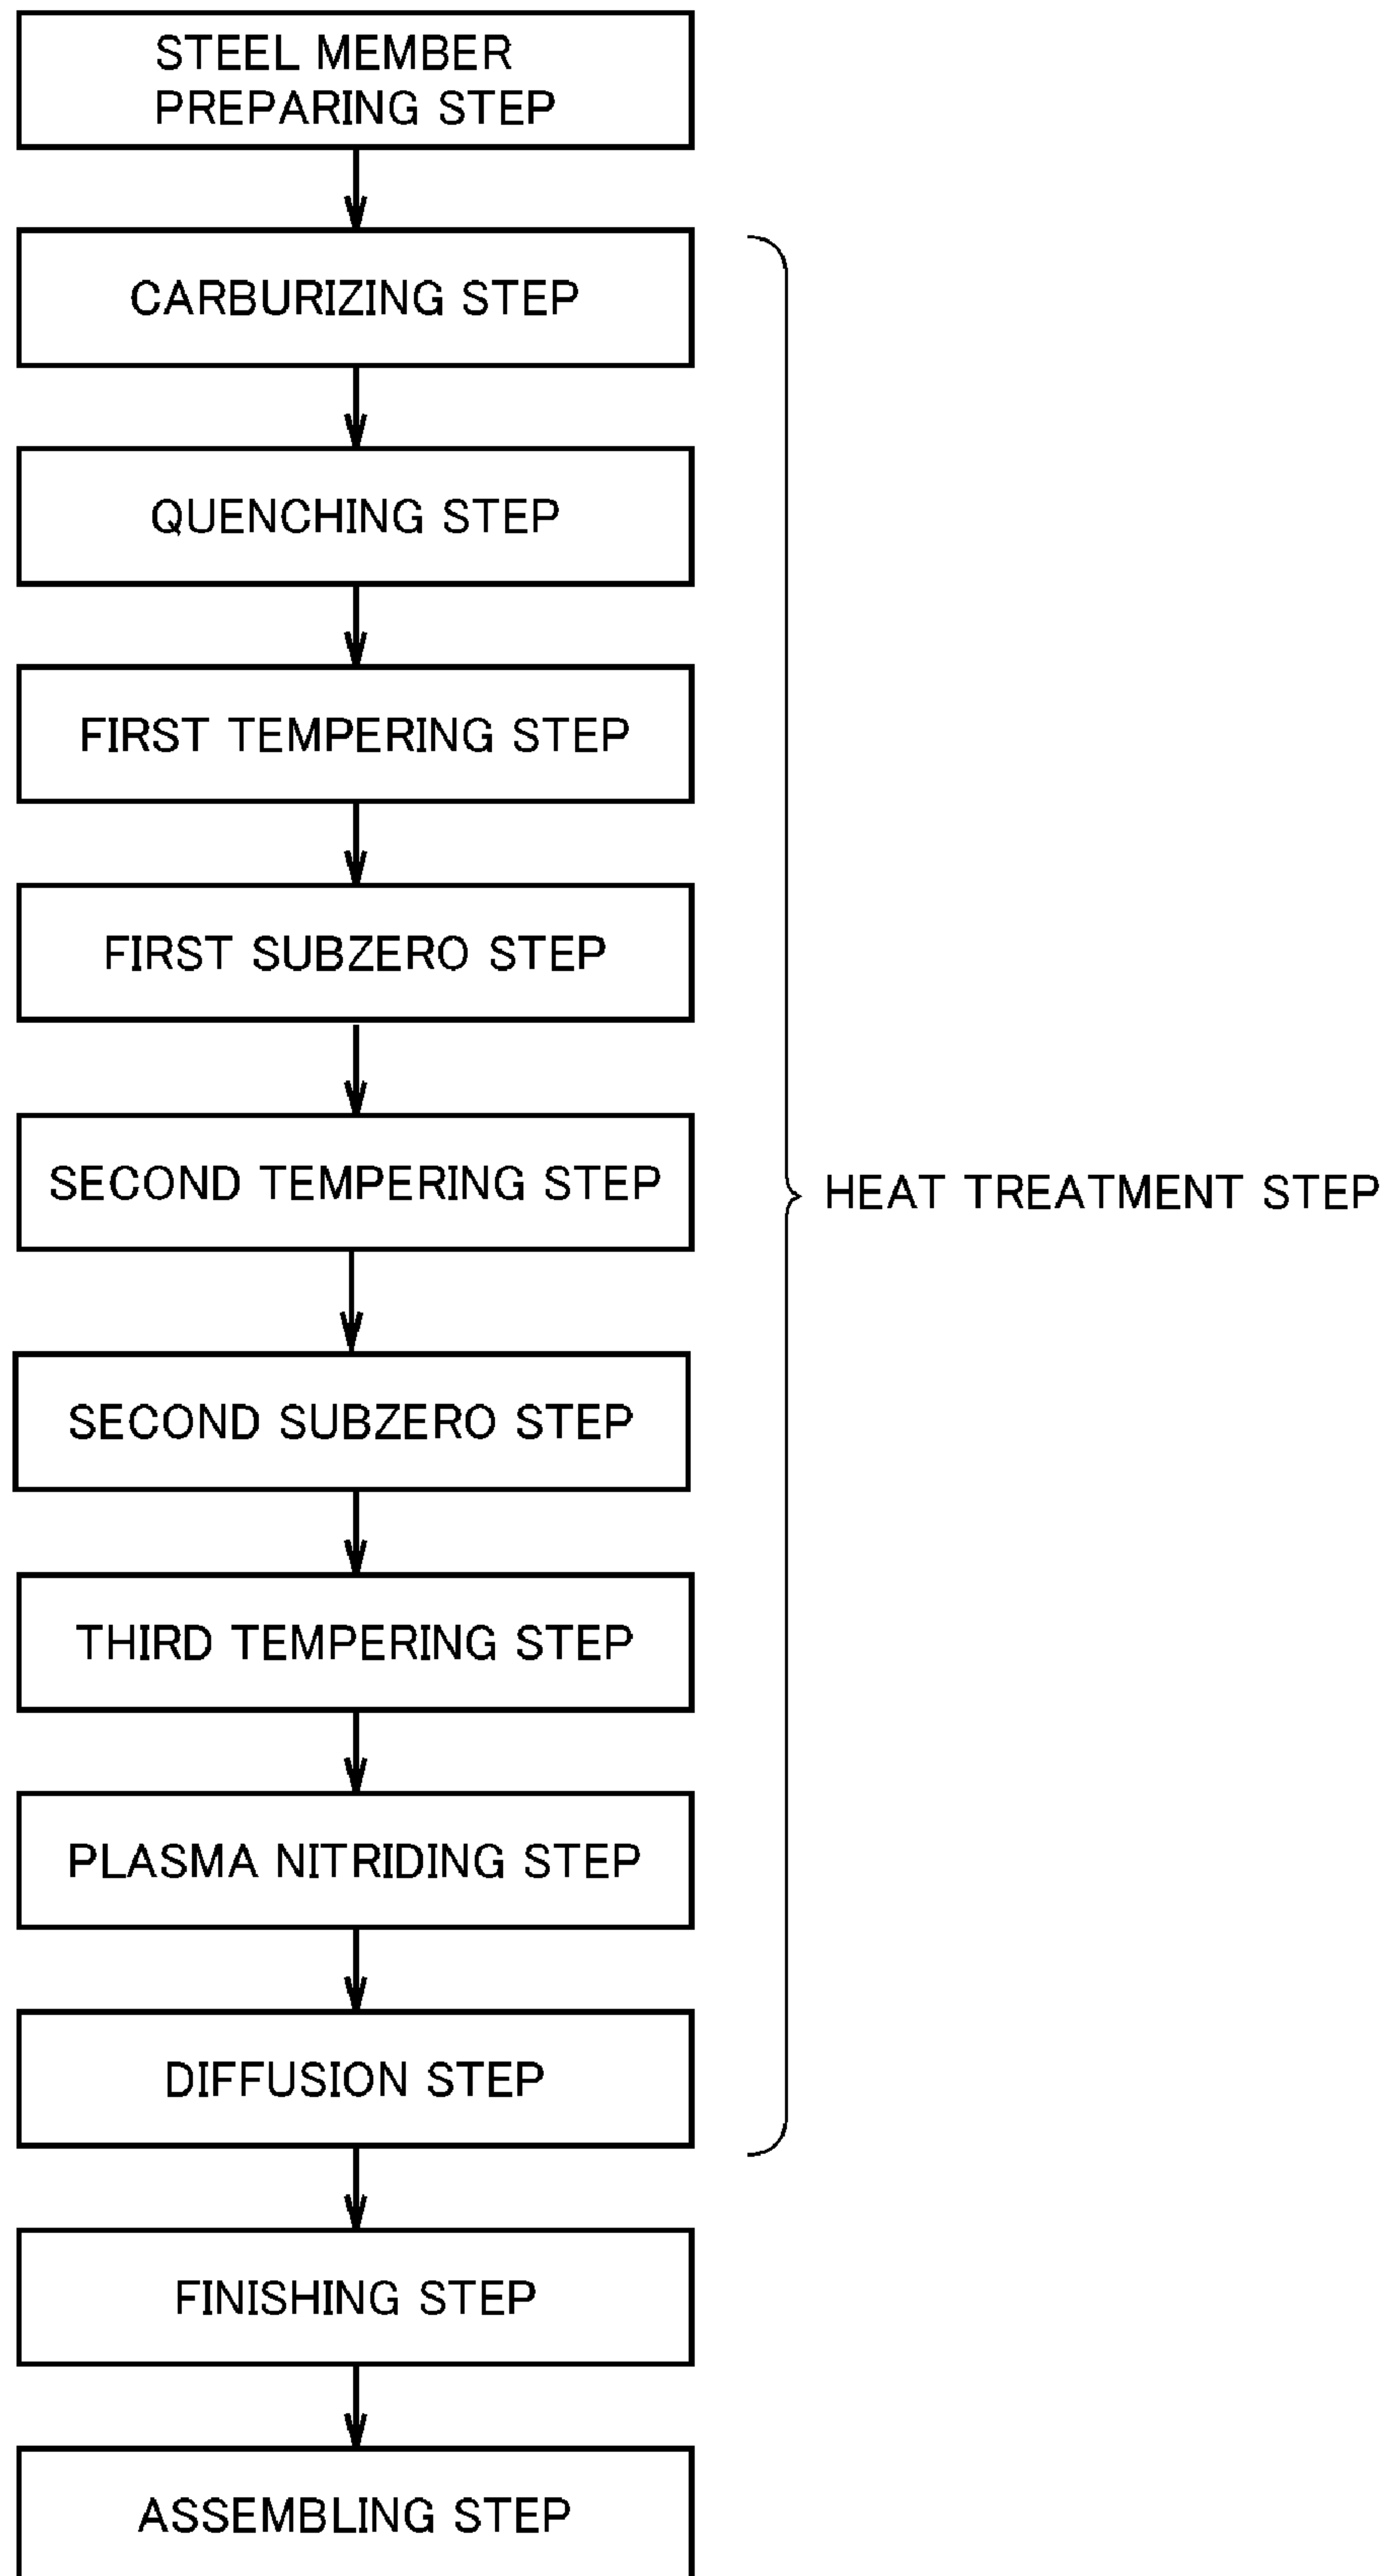 STEEL MEMBER
PREPARING STEP
CARBURIZING STEP
QUENCHING STEP
FIRST TEMPERING STEP
FIRST SUBZERO STEP
SECOND TEMPERING STEP
HEAT TREATMENT STEP
SECOND SUBZERO STEP
THIRD TEMPERING STEP
PLASMA NITRIDING STEP
DIFFUSION STEP
FINISHING STEP
ASSEMBLING STEP